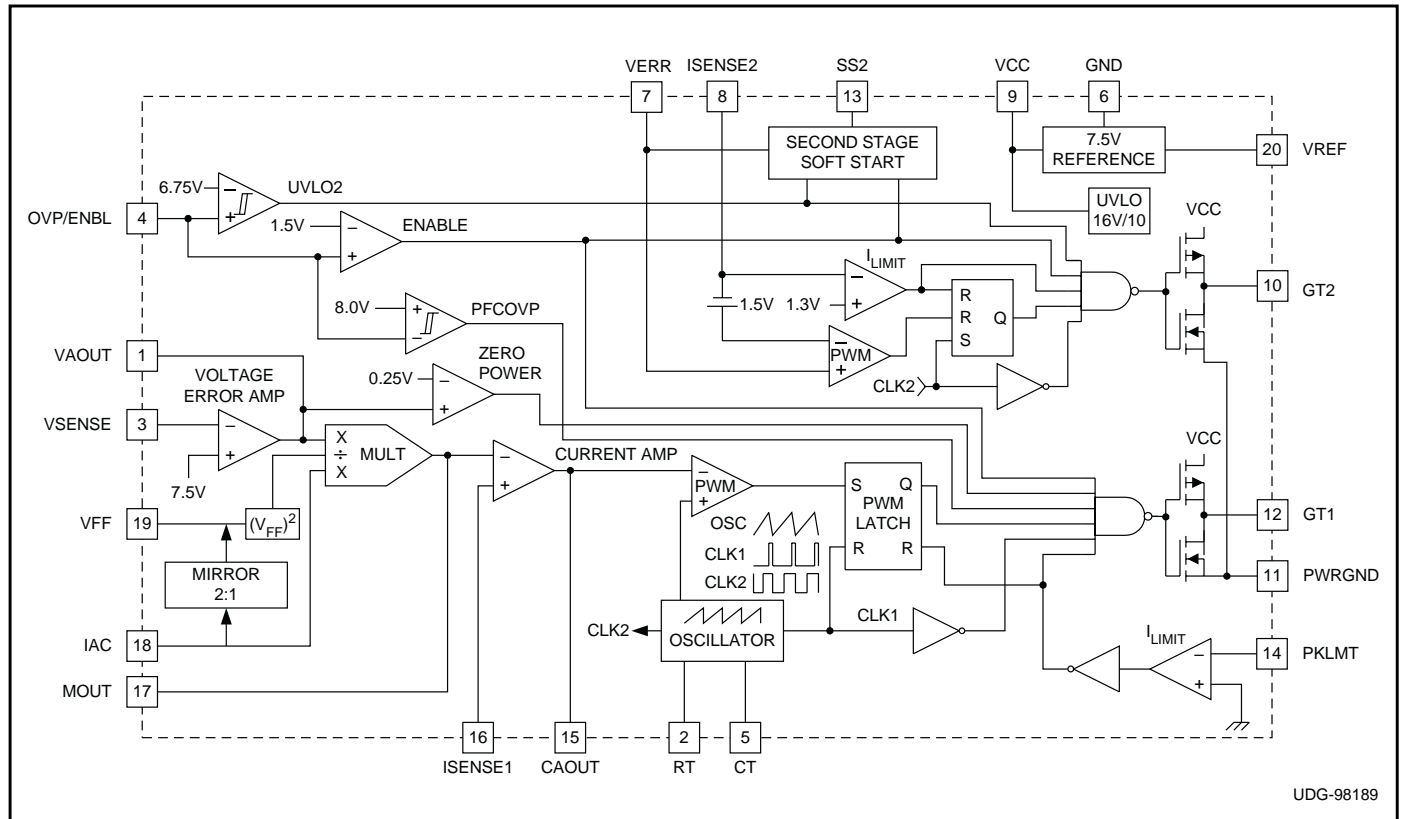 VERR
7
ISENSE2
8
SS2
13
VCC
9
GND
6
SECOND STAGE
SOFT START
7.5V
REFERENCE
20
VREF
6.75V
−
+
UVLO2
OVP/ENBL
4
1.5V
−
+
ENABLE
UVLO
16V/10
VCC
8.0V
+
−
PFCOVP
1.5V
−
+
ILIMIT
1.3V
R
R
S
Q
10
GT2
−
+
PWM
CLK2
VAOUT
1
VOLTAGE
ERROR AMP
ZERO
POWER
0.25V
−
+
VSENSE
3
−
+
7.5V
X
÷
X
MULT
−
+
CURRENT AMP
−
+
PWM
S
Q
PWM
LATCH
R
R
VCC
12
GT1
VFF
19
(VFF)2
OSC
CLK1
CLK2
11
PWRGND
MIRROR
2:1
IAC
18
CLK2
OSCILLATOR
CLK1
ILIMIT
−
+
14
PKLMT
MOUT
17
16
ISENSE1
15
CAOUT
2
RT
5
CT
UDG-98189